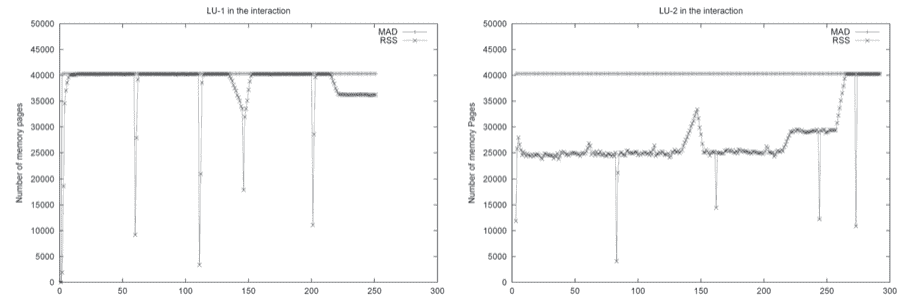 LU-1 in the interaction
50000
45000
40000
35000
30000
25000
20000
15000
10000
5000
0
Number of memory pages
MAD
RSS
0 50 100 150 200 250 300
LU-2 in the interaction
50000
45000
40000
35000
30000
25000
20000
15000
10000
5000
0
Number of memory Pages
MAD
RSS
0 50 100 150 200 250 300